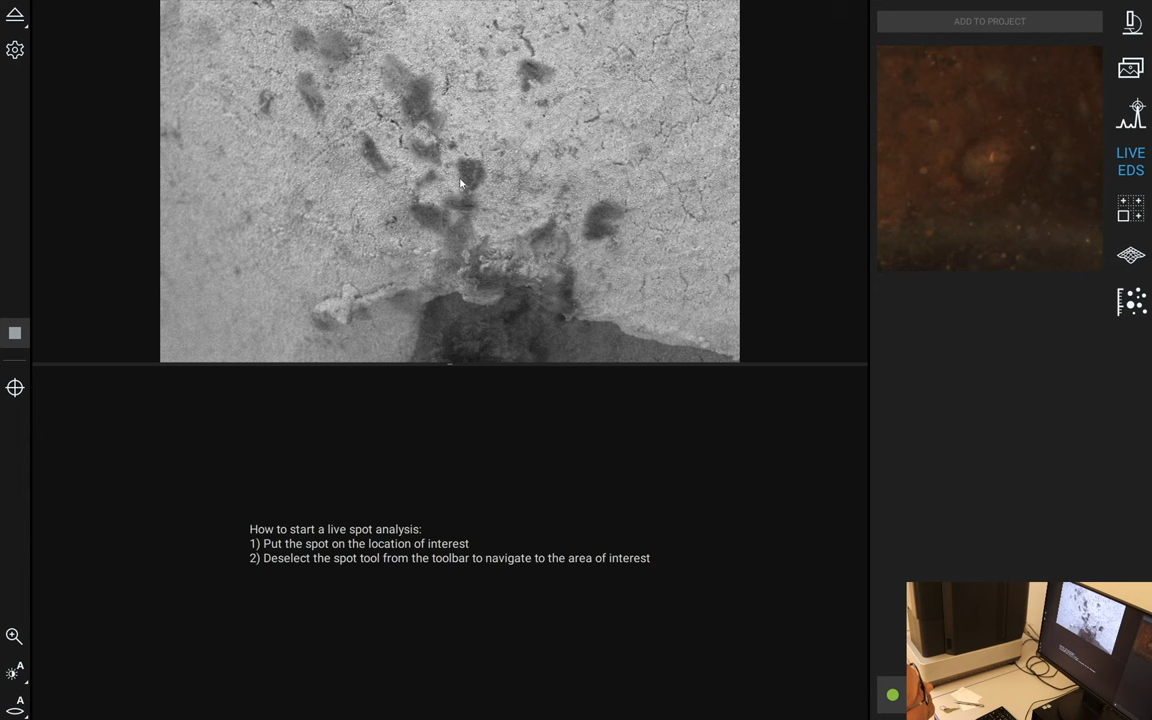 ADD TO PROJECT
LIVE
EDS
How to start a live spot analysis:
1) Put the spot on the location of interest
2) Deselect the spot tool from the toolbar to navigate to the area of interest
A
A